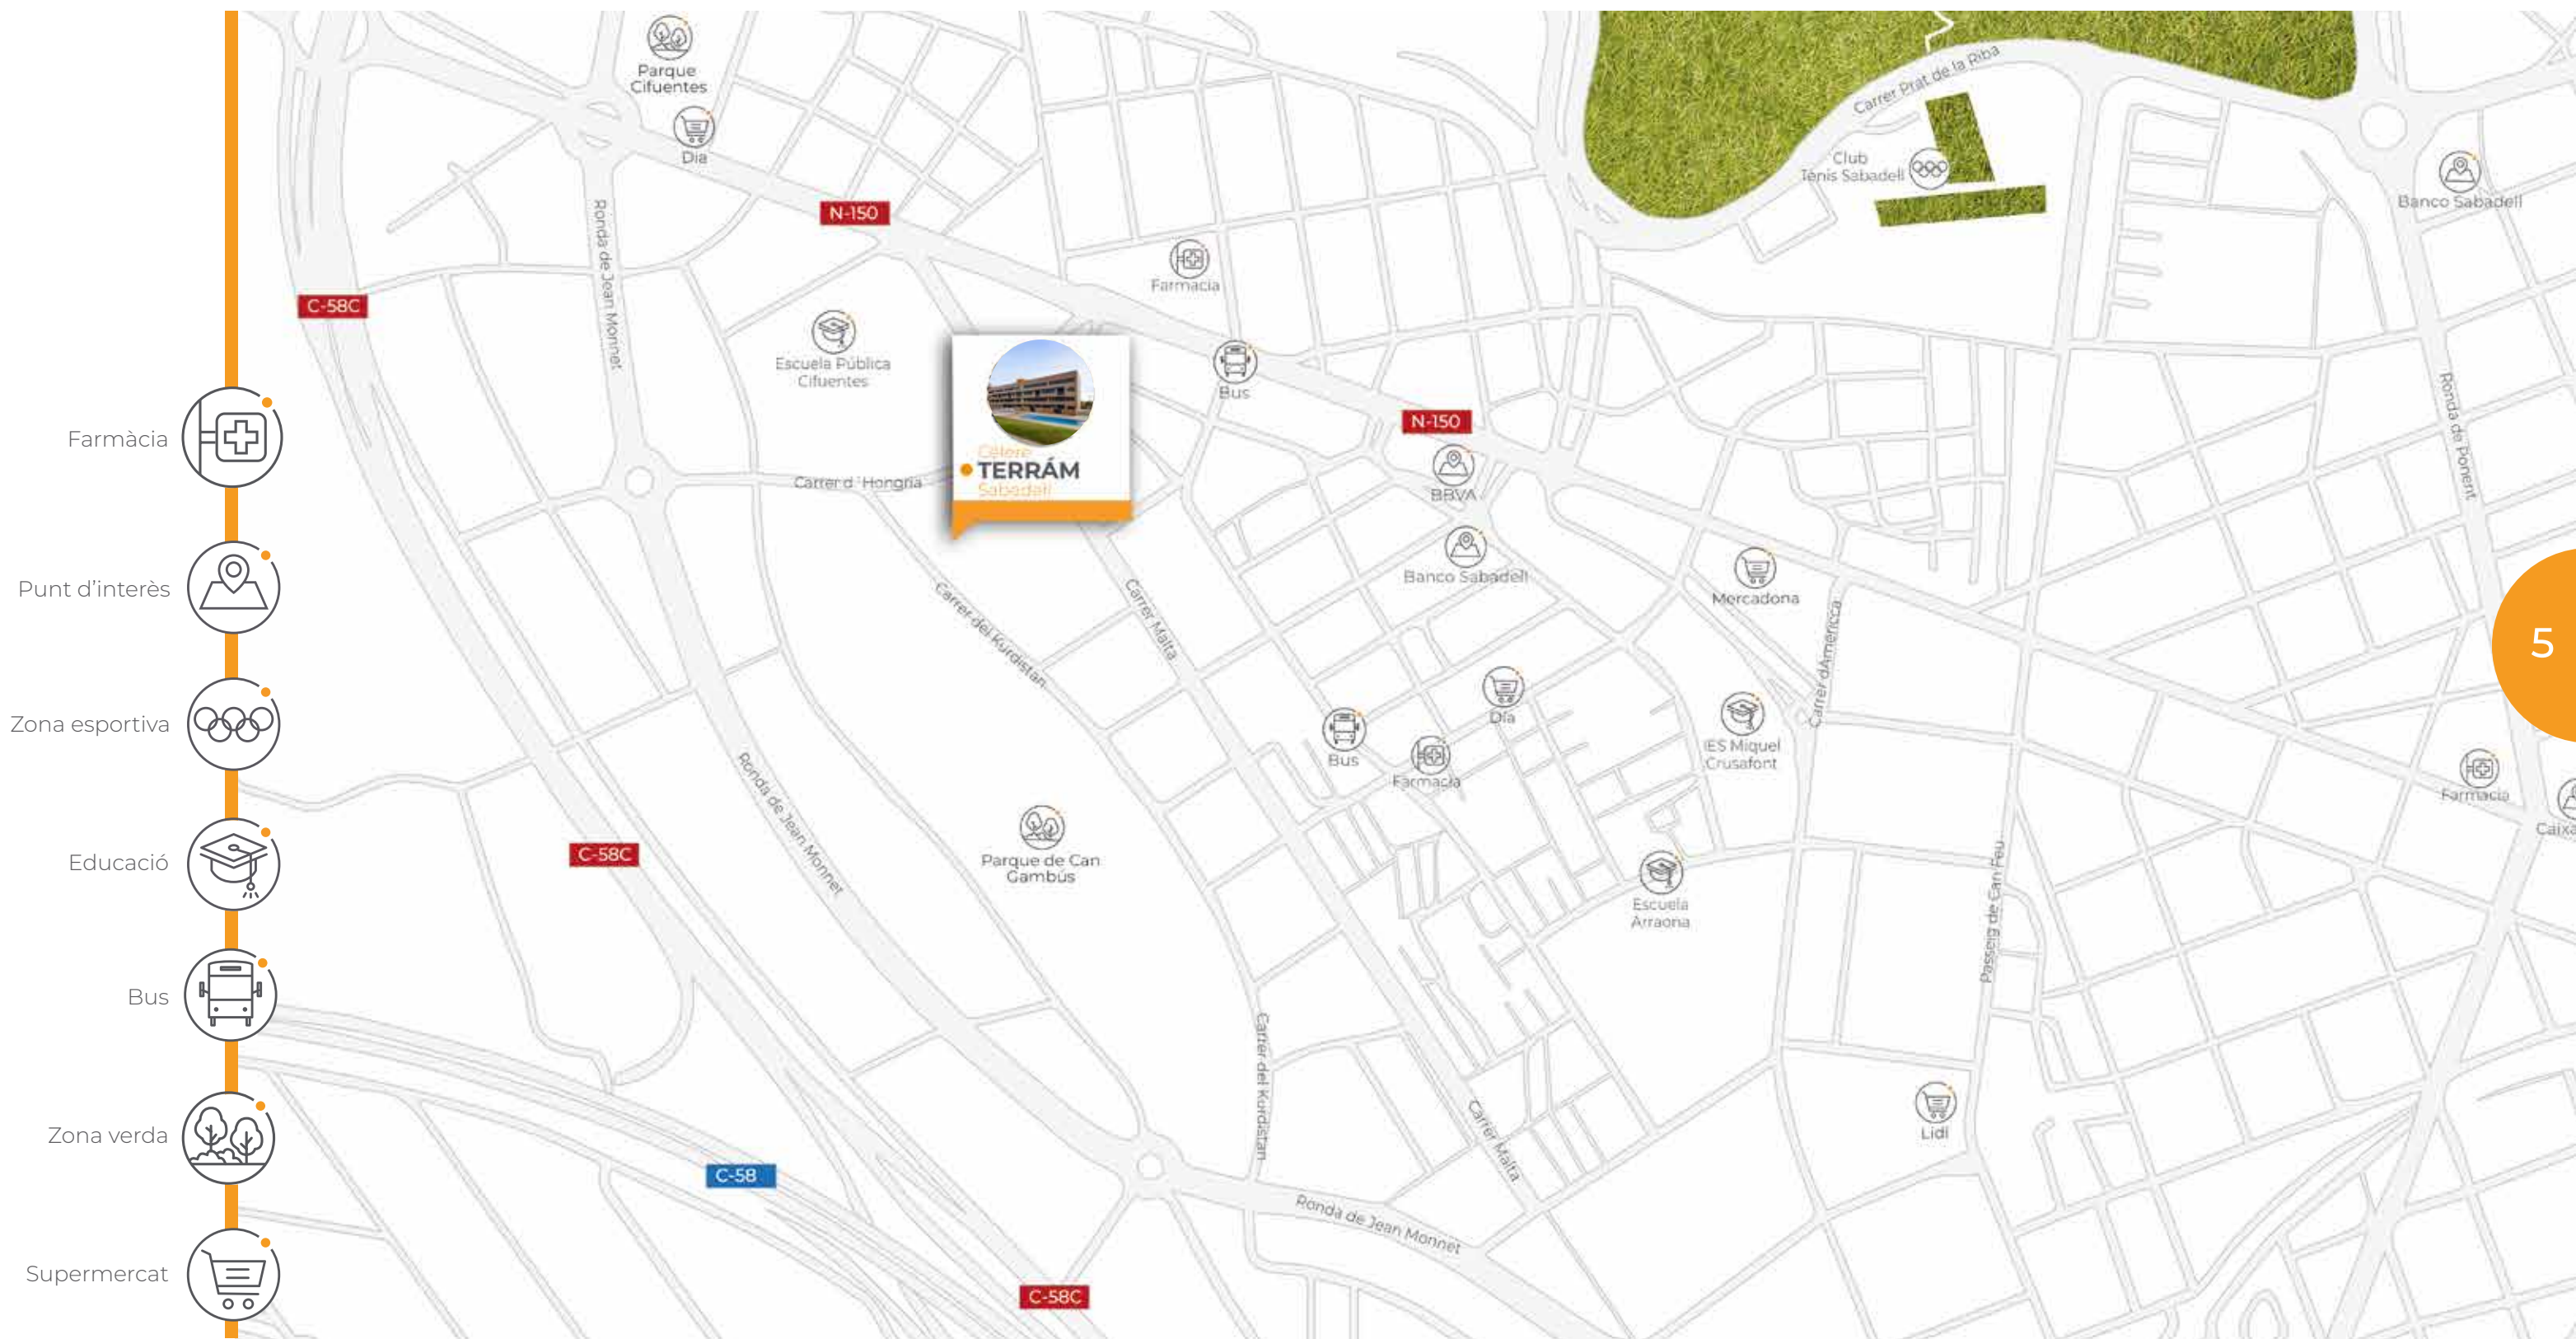 Farmàcia
Punt d'interès
Zona esportiva
Educació
Bus
Zona verda
Supermercat
Parque
Cifuentes
Dia
N-150
C-58C
Ronda de Jean Monnet
Escuela Pública
Cifuentes
Farmacia
Bus
Célere
TERRÁM
Sabadell
Carrer d' Hongria
Carrer Prat de la Riba
Club
Tenis Sabadell
Banco Sabadell
N-150
BBVA
Banco Sabadell
Mercadona
Ronda de Ponent
Carrer del Kurdistan
Carrer Malta
Carrer d'Amèrica
5
Día
Bus
Farmacia
IES Miquel
Crusafont
Farmacia
Caixa
Ronda de Jean Monnet
C-58C
Parque de Can
Gambús
Escuela
Arraona
Passeig de Can Feu
Carrer del Kurdistan
Carrer Malta
Lidl
C-58
Ronda de Jean Monnet
C-58C